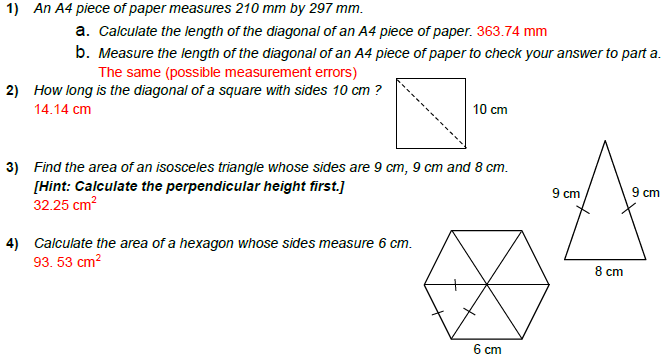 1) An A4 piece of paper measures 210 mm by 297 mm.
a. Calculate the length of the diagonal of an A4 piece of paper. 363.74 mm
b. Measure the length of the diagonal of an A4 piece of paper to check your answer to part a.
The same (possible measurement errors)
2) How long is the diagonal of a square with sides 10 cm ?
14.14 cm
10 cm
3) Find the area of an isosceles triangle whose sides are 9 cm, 9 cm and 8 cm.
[Hint: Calculate the perpendicular height first.]
32.25 cm²
9 cm
9 cm
8 cm
4) Calculate the area of a hexagon whose sides measure 6 cm.
93. 53 cm²
6 cm